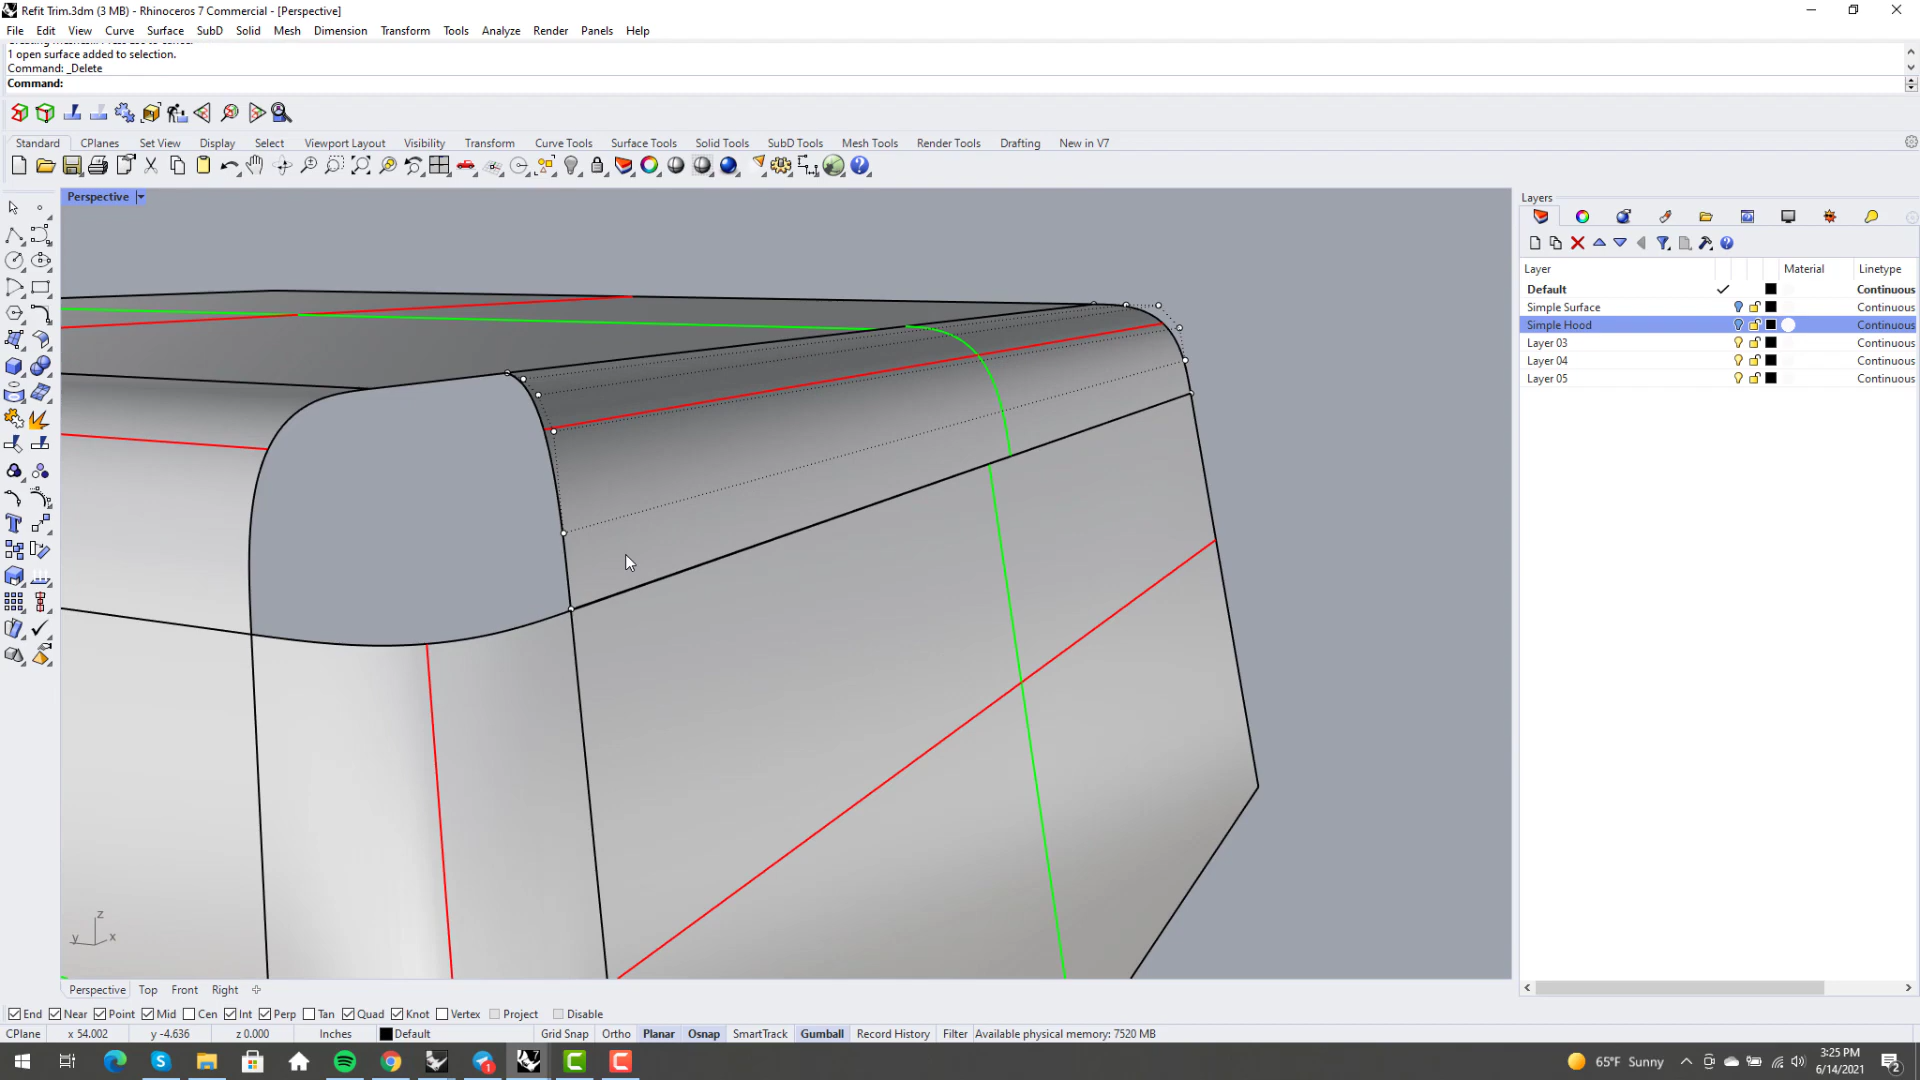 Refit Trim.3dm (3 MB) - Rhinoceros 7 Commercial - [Perspective]
File Edit View Curve Surface SubD Solid Mesh Dimension Transform Tools Analyze Render Panels Help
1 open surface added to selection.
Command: _Delete
Command:
Standard CPlanes Set View Display Select Viewport Layout Visibility Transform Curve Tools Surface Tools Solid Tools SubD Tools Mesh Tools Render Tools Drafting New in V7
Perspective
Layers
Layer Material Linetype
Default Continuous
Simple Surface Continuous
Simple Hood Continuous
Layer 03 Continuous
Layer 04 Continuous
Layer 05 Continuous
z
y x
Perspective Top Front Right
End Near Point Mid Cen Int Perp Tan Quad Knot Vertex Project Disable
CPlane x 54.002 y -4.636 z 0.000 Inches Default Grid Snap Ortho Planar Osnap SmartTrack Gumball Record History Filter Available physical memory: 7520 MB
1
65°F Sunny
3:25 PM
6/14/2021
2